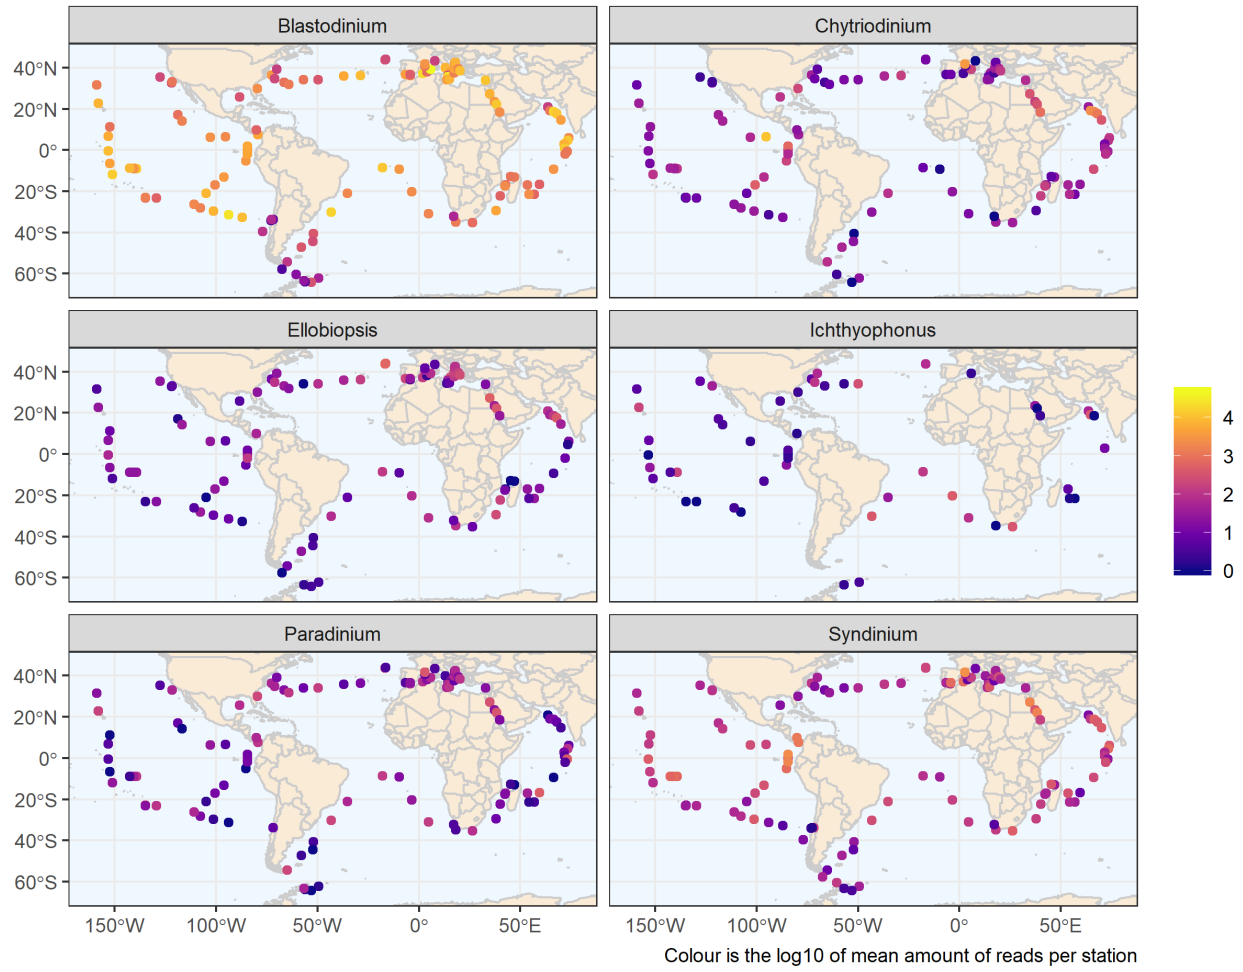 Blastodinium Chytriodinium
40°N
20°N
0°
20°S
40°S
60°S
Ellobiopsis Ichthyophonus
40°N
20°N
0°
20°S
40°S
60°S
4
3
2
1
0
Paradinium Syndinium
40°N
20°N
0°
20°S
40°S
60°S
150°W 100°W 50°W 0° 50°E 150°W 100°W 50°W 0° 50°E
Colour is the log10 of mean amount of reads per station